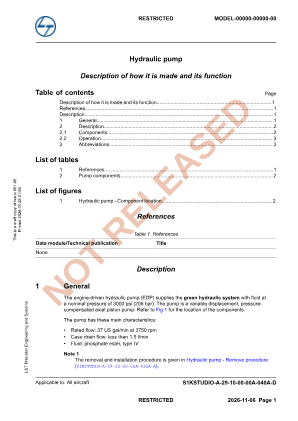 RESTRICTED MODEL-00000-00000-00
Hydraulic pump
Description of how it is made and its function
Table of contents Page
Description of how it is made and its function 1
References 1
Description 1
1 General 1
2 Description 2
2.1 Components 2
2.2 Operation 3
3 Abbreviations 3
List of tables
1 References 1
2 Pump components 2
List of figures
1 Hydraulic pump - Component location 2
References
Table 1 References
Data module/Technical publication Title
None
Description
1 General
The engine-driven hydraulic pump (EDP) supplies the green hydraulic system with fluid at
a nominal pressure of 3000 psi (206 bar). The pump is a variable displacement, pressure-
compensated axial piston pump. Refer to Fig 1 for the location of the components.
The pump has these main characteristics:
• Rated flow: 37 US gal/min at 3750 rpm
• Case drain flow: less than 1.5 l/min
• Fluid: phosphate ester, type IV
Note 1
The removal and installation procedure is given in Hydraulic pump - Remove procedure
NOT RELEASED
L&T Precision Engineering and Systems
Applicable to: All aircraft S1KSTUDIO-A-29-10-00-00A-040A-D
RESTRICTED 2026-11-06 Page 1